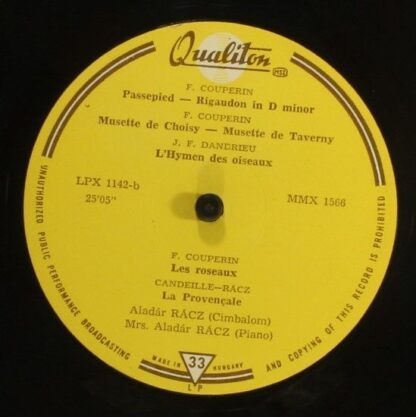 Qualiton
F. COUPERIN
Passepied — Rigaudon in D minor
F. COUPERIN
Musette de Choisy — Musette de Taverny
J. F. DANDRIEU
L'Hymen des oiseaux
LPX 1142-b
MMX 1566
25'05"
F. COUPERIN
Les roseaux
CANDEILLE—RÁCZ
La Provençale
Aladár RÁCZ (Cimbalom)
Mrs. Aladár RÁCZ (Piano)
MADE IN 33 HUNGARY
LP
UNAUTHORIZED PUBLIC PERFORMANCE BROADCASTING
AND COPYING OF THIS RECORD IS PROHIBITED